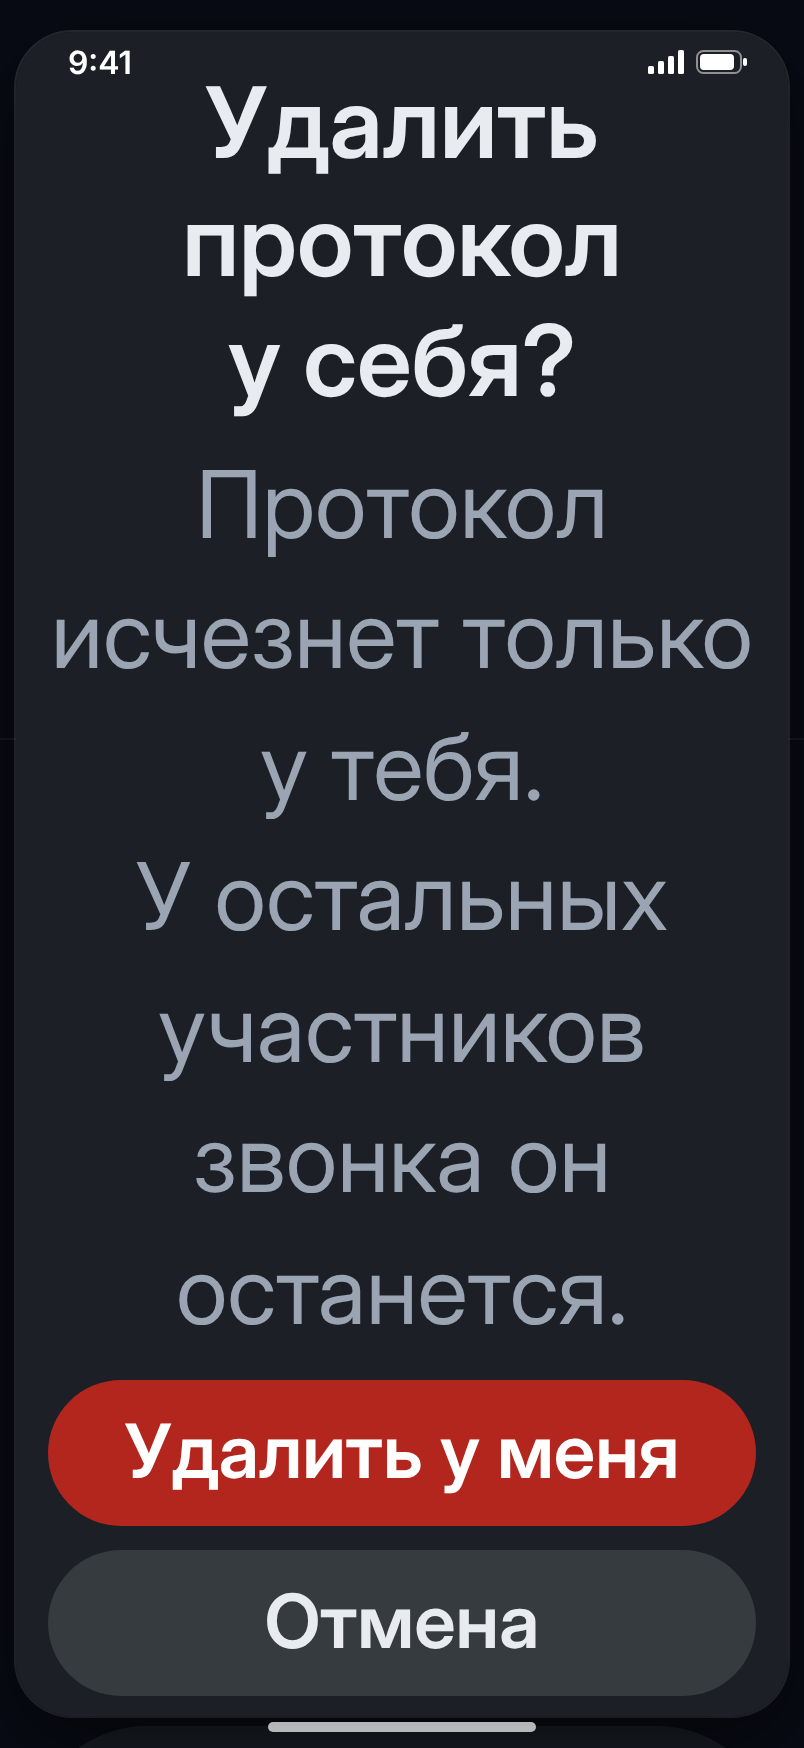 9:41
Удалить
протокол
у себя?
Протокол
исчезнет только
у тебя.
У остальных
участников
звонка он
останется.
Удалить у меня
Отмена